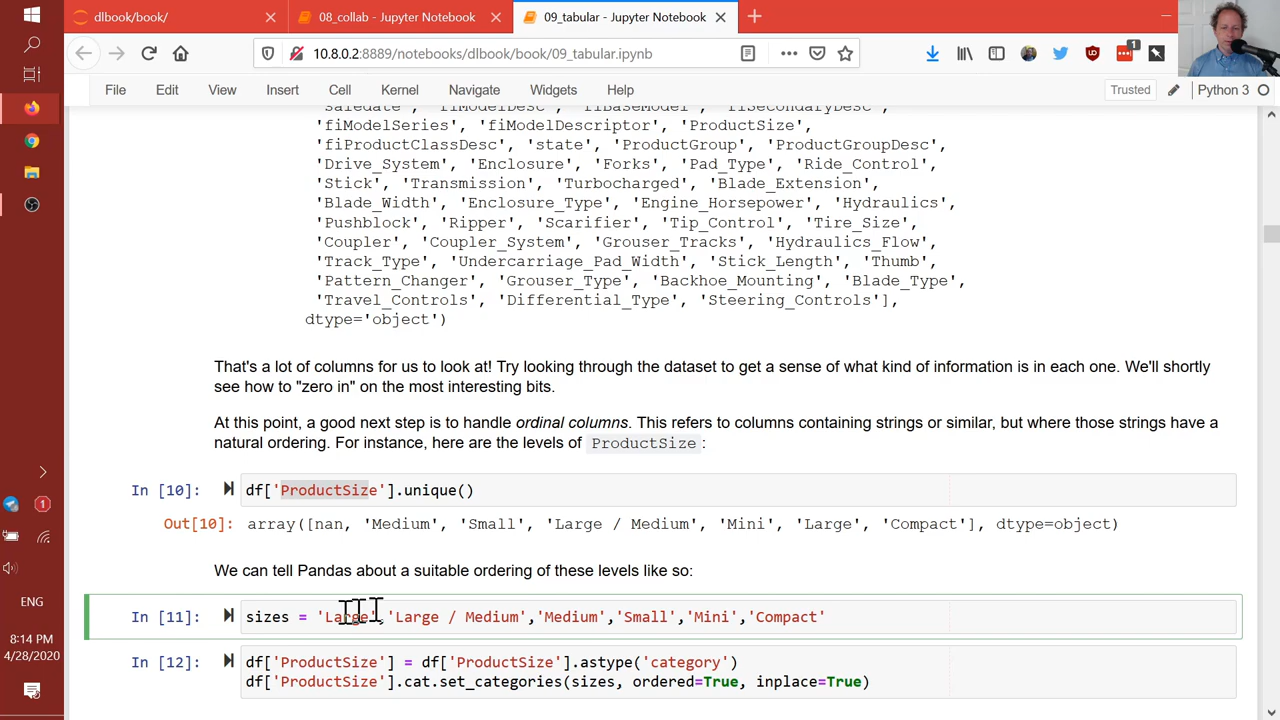 dlbook/book/
08_collab - Jupyter Notebook
09_tabular - Jupyter Notebook
10.8.0.2:8889/notebooks/dlbook/book/09_tabular.ipynb
1
File Edit View Insert Cell Kernel Navigate Widgets Help
Trusted Python 3
'saledate', 'fiModelDesc', 'fiBaseModel', 'fiSecondaryDesc',
'fiModelSeries', 'fiModelDescriptor', 'ProductSize',
'fiProductClassDesc', 'state', 'ProductGroup', 'ProductGroupDesc',
'Drive_System', 'Enclosure', 'Forks', 'Pad_Type', 'Ride_Control',
'Stick', 'Transmission', 'Turbocharged', 'Blade_Extension',
'Blade_Width', 'Enclosure_Type', 'Engine_Horsepower', 'Hydraulics',
'Pushblock', 'Ripper', 'Scarifier', 'Tip_Control', 'Tire_Size',
'Coupler', 'Coupler_System', 'Grouser_Tracks', 'Hydraulics_Flow',
'Track_Type', 'Undercarriage_Pad_Width', 'Stick_Length', 'Thumb',
'Pattern_Changer', 'Grouser_Type', 'Backhoe_Mounting', 'Blade_Type',
'Travel_Controls', 'Differential_Type', 'Steering_Controls'],
dtype='object')
That's a lot of columns for us to look at! Try looking through the dataset to get a sense of what kind of information is in each one. We'll shortly
see how to "zero in" on the most interesting bits.
At this point, a good next step is to handle ordinal columns. This refers to columns containing strings or similar, but where those strings have a
natural ordering. For instance, here are the levels of ProductSize:
In [10]: df['ProductSize'].unique()
Out[10]: array([nan, 'Medium', 'Small', 'Large / Medium', 'Mini', 'Large', 'Compact'], dtype=object)
We can tell Pandas about a suitable ordering of these levels like so:
In [11]: sizes = 'Large','Large / Medium','Medium','Small','Mini','Compact'
In [12]: df['ProductSize'] = df['ProductSize'].astype('category')
df['ProductSize'].cat.set_categories(sizes, ordered=True, inplace=True)
1
ENG
8:14 PM
4/28/2020